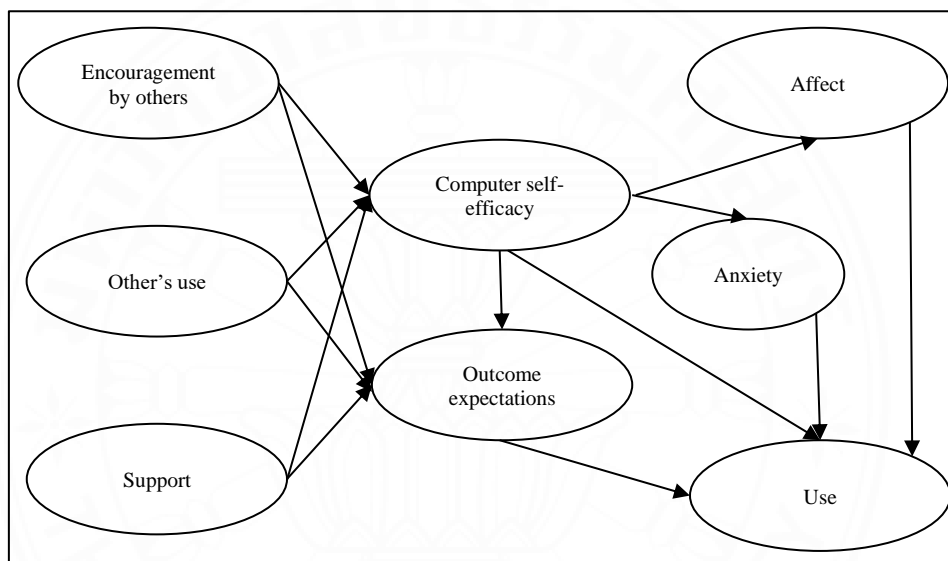 Encouragement
by others
Affect
Computer self-
efficacy
Other's use
Anxiety
Outcome
expectations
Support
Use